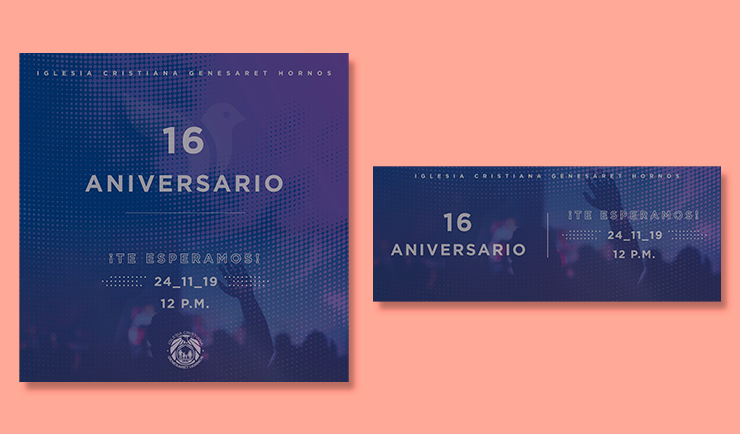 IGLESIA CRISTIANA GENESARET HORNOS
16
ANIVERSARIO
¡TE ESPERAMOS!
24_11_19
12 P.M.
IGLESIA CRISTIANA GENESARET HORNOS
16
ANIVERSARIO
¡TE ESPERAMOS!
24_11_19
12 P.M.